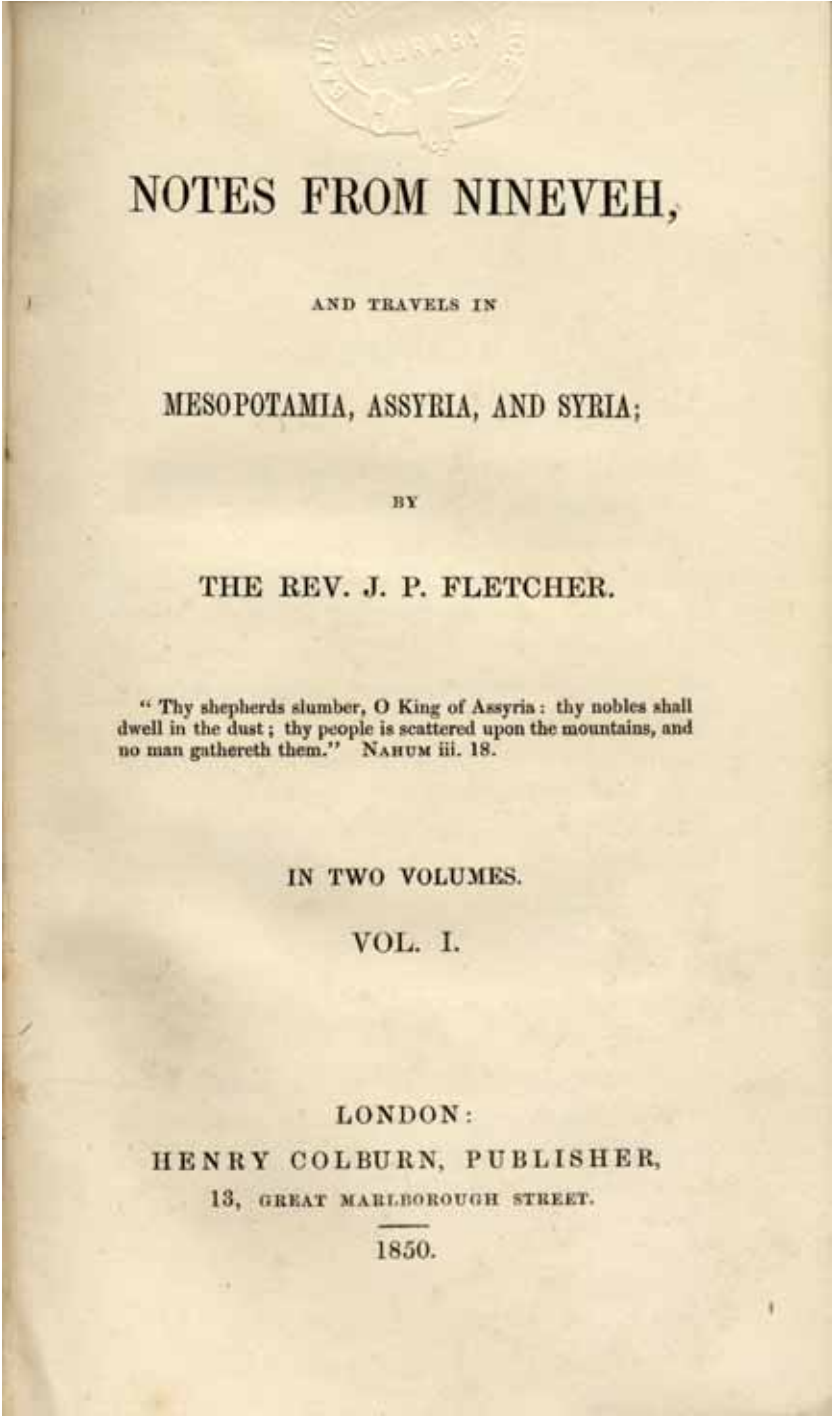 LIBRARY
NOTES FROM NINEVEH,
AND TRAVELS IN
MESOPOTAMIA, ASSYRIA, AND SYRIA;
BY
THE REV. J. P. FLETCHER.
“ Thy shepherds slumber, O King of Assyria : thy nobles shall
dwell in the dust ; thy people is scattered upon the mountains, and
no man gathereth them.” NAHUM iii. 18.
IN TWO VOLUMES.
VOL. I.
LONDON:
HENRY COLBURN, PUBLISHER,
13, GREAT MARLBOROUGH STREET.
1850.